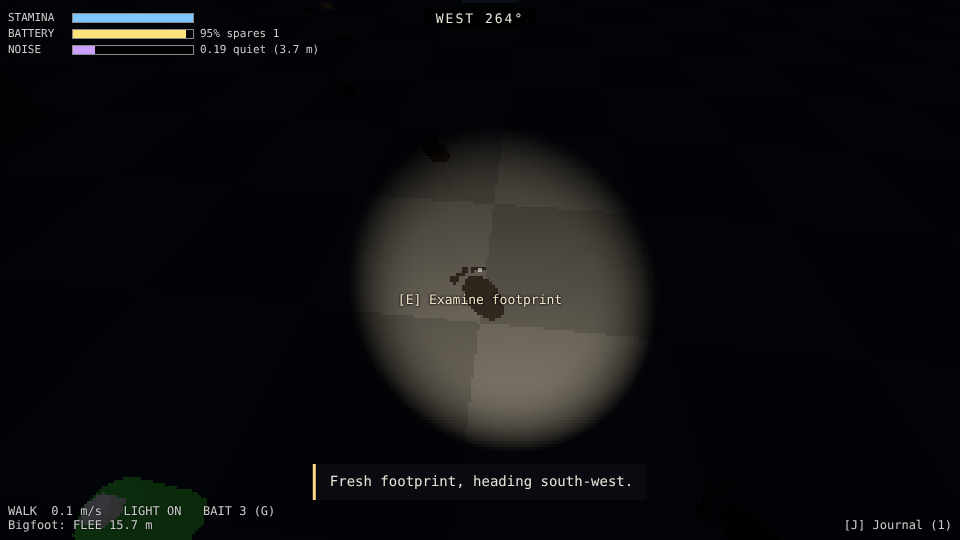 STAMINA
BATTERY 95% spares 1
NOISE 0.19 quiet (3.7 m)
WEST 264°
[E] Examine footprint
Fresh footprint, heading south-west.
WALK 0.1 m/s LIGHT ON BAIT 3 (G)
Bigfoot: FLEE 15.7 m
[J] Journal (1)